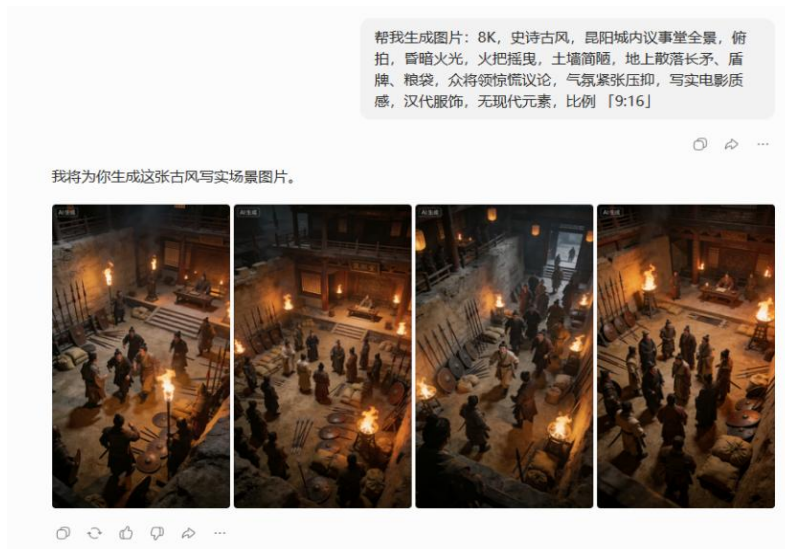 帮我生成图片：8K，史诗古风，昆阳城内议事堂全景，俯
拍，昏暗火光，火把摇曳，土墙简陋，地上散落长矛、盾
牌、粮袋，众将领惊慌议论，气氛紧张压抑，写实电影质
感，汉代服饰，无现代元素，比例 「9:16」
我将为你生成这张古风写实场景图片。
AI生成
AI生成
AI生成
AI生成